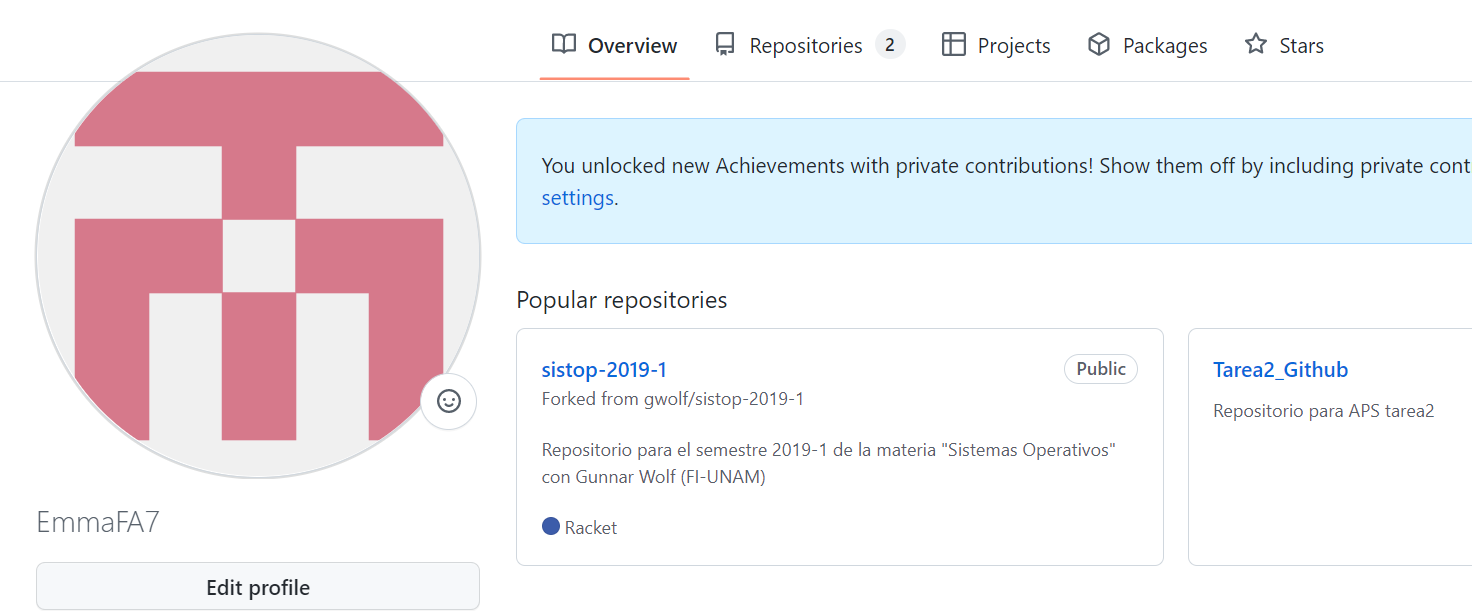 Overview Repositories 2 Projects Packages Stars
You unlocked new Achievements with private contributions! Show them off by including private
settings.
Popular repositories
sistop-2019-1 Public
Forked from gwolf/sistop-2019-1
Repositorio para el semestre 2019-1 de la materia "Sistemas Operativos"
con Gunnar Wolf (FI-UNAM)
Racket
Tarea2_Github
Repositorio para APS tarea2
EmmaFA7
Edit profile